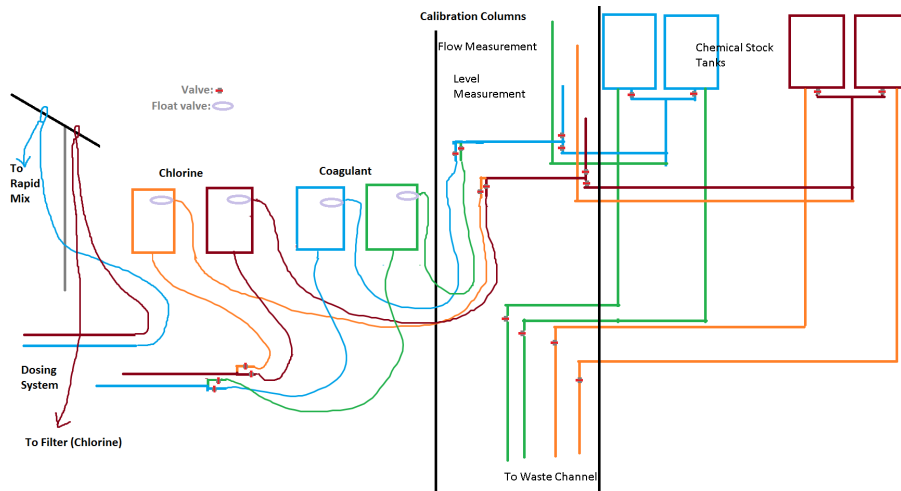 Calibration Columns
Flow Measurement
Level
Measurement
Chemical Stock
Tanks
Valve:
Float valve:
To
Rapid
Mix
Chlorine
Coagulant
Dosing
System
To Filter (Chlorine)
To Waste Channel